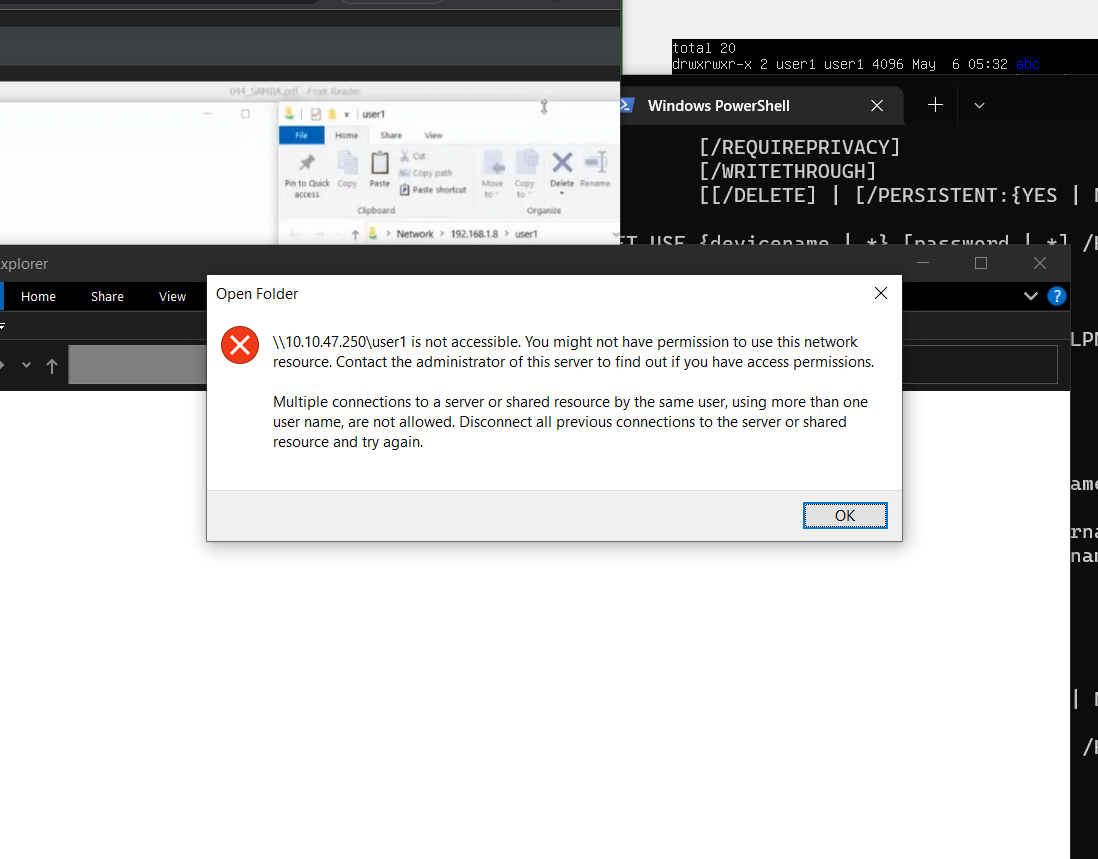 total 20
drwxrwxr-x 2 user1 user1 4096 May 6 05:32 abc
044_SAMBA.pdf - Foxit Reader
user1
File Home Share View
Pin to Quick access
Copy
Paste
Cut
Copy path
Paste shortcut
Move to
Copy to
Delete
Rename
Clipboard
Organize
Network > 192.168.1.8 > user1
Windows PowerShell
[/REQUIREPRIVACY]
[/WRITETHROUGH]
[[/DELETE] | [/PERSISTENT:{YES |
USE {devicename | *} [password | *]
xplorer
Home Share View
Open Folder
\\10.10.47.250\user1 is not accessible. You might not have permission to use this network
resource. Contact the administrator of this server to find out if you have access permissions.
Multiple connections to a server or shared resource by the same user, using more than one
user name, are not allowed. Disconnect all previous connections to the server or shared
resource and try again.
OK